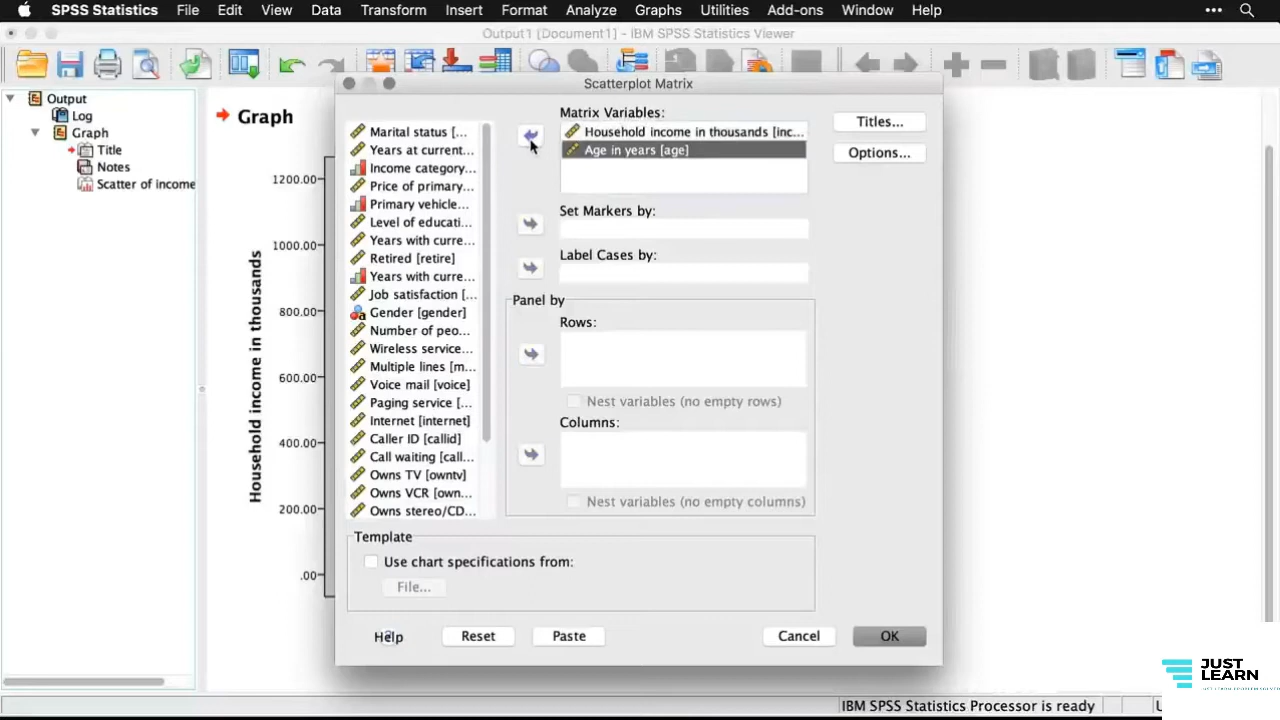 SPSS Statistics File Edit View Data Transform Insert Format Analyze Graphs Utilities Add-ons Window Help
Output1 [Document1] - IBM SPSS Statistics Viewer
Scatterplot Matrix
Output
Log
Graph
Title
Notes
Scatter of income
Graph
1200.00
1000.00
800.00
600.00
400.00
200.00
.00
Household income in thousands
Marital status [...
Years at current...
Income category...
Price of primary...
Primary vehicle...
Level of educati...
Years with curre...
Retired [retire]
Years with curre...
Job satisfaction [...
Gender [gender]
Number of peo...
Wireless service...
Multiple lines [m...
Voice mail [voice]
Paging service [...
Internet [internet]
Caller ID [callid]
Call waiting [call...
Owns TV [owntv]
Owns VCR [own...
Owns stereo/CD...
Matrix Variables:
Household income in thousands [inc...
Age in years [age]
Set Markers by:
Label Cases by:
Panel by
Rows:
Nest variables (no empty rows)
Columns:
Nest variables (no empty columns)
Titles...
Options...
Template
Use chart specifications from:
File...
Help Reset Paste Cancel OK
IBM SPSS Statistics Processor is ready
JUST
LEARN